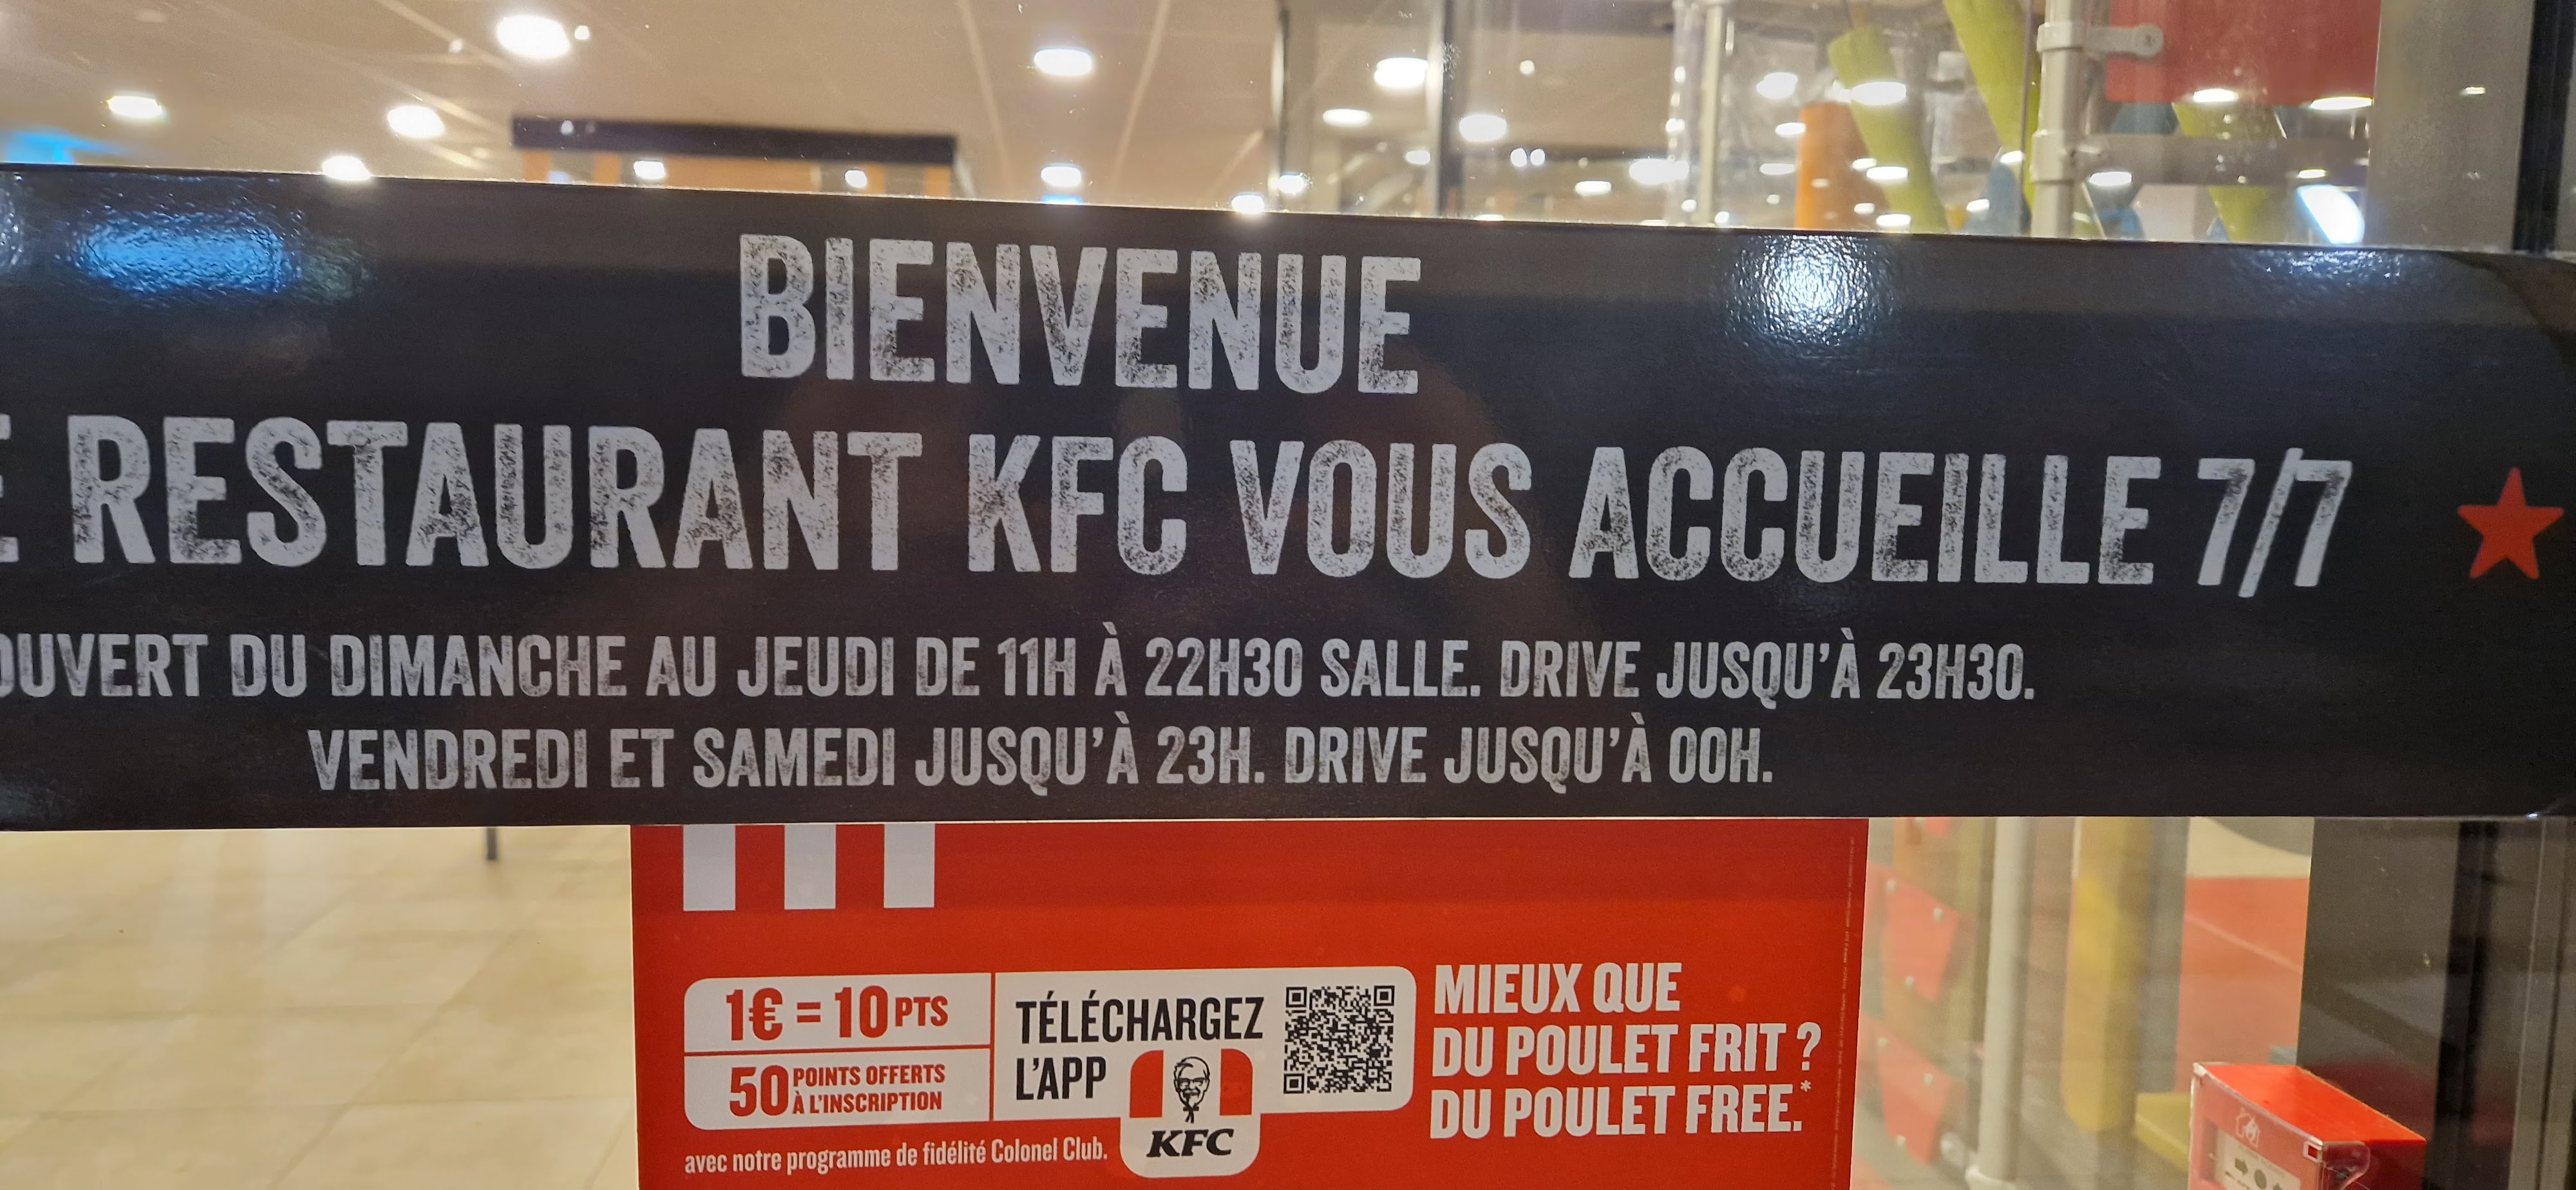 BIENVENUE
RESTAURANT KFC VOUS ACCUEILLE 7/7
OUVERT DU DIMANCHE AU JEUDI DE 11H À 22H30 SALLE. DRIVE JUSQU'À 23H30.
VENDREDI ET SAMEDI JUSQU'À 23H. DRIVE JUSQU'À 00H.
1€ = 10 PTS
50 POINTS OFFERTS
À L'INSCRIPTION
TÉLÉCHARGEZ
L'APP
KFC
avec notre programme de fidélité Colonel Club.
MIEUX QUE
DU POULET FRIT ?
DU POULET FREE.*